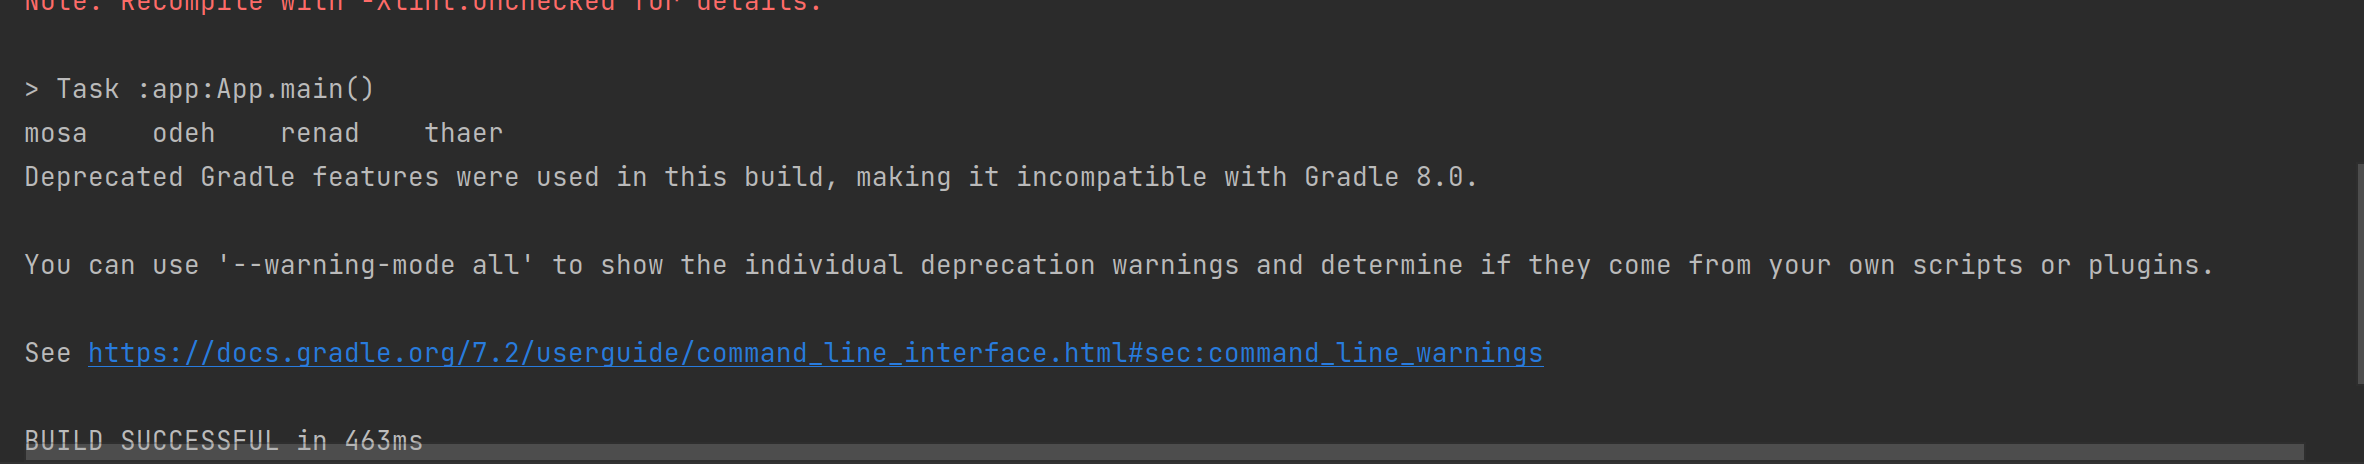 Note: Recompile with -Xlint:unchecked for details.
> Task :app:App.main()
mosa    odeh    renad    thaer
Deprecated Gradle features were used in this build, making it incompatible with Gradle 8.0.
You can use '--warning-mode all' to show the individual deprecation warnings and determine if they come from your own scripts or plugins.
See https://docs.gradle.org/7.2/userguide/command_line_interface.html#sec:command_line_warnings
BUILD SUCCESSFUL in 463ms